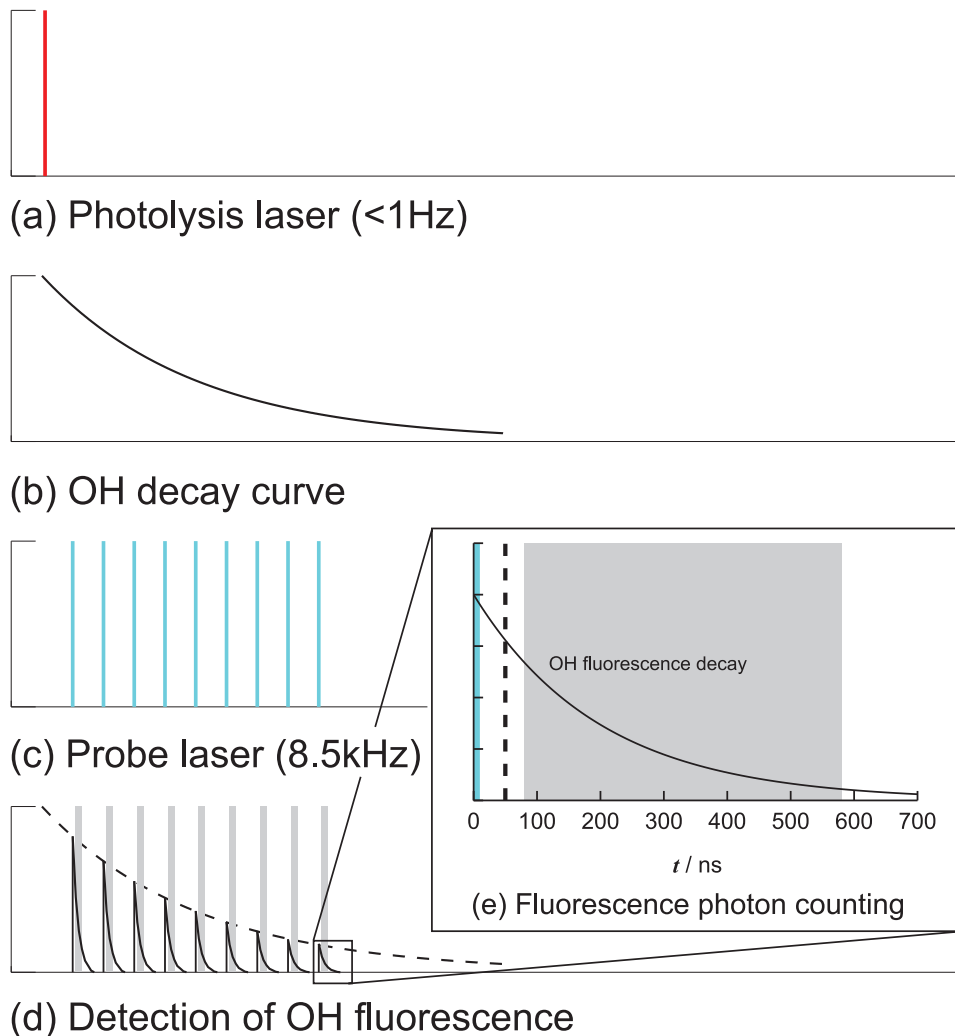 (a) Photolysis laser (<1Hz)
(b) OH decay curve
(c) Probe laser (8.5kHz)
OH fluorescence decay
0 100 200 300 400 500 600 700
t / ns
(e) Fluorescence photon counting
(d) Detection of OH fluorescence